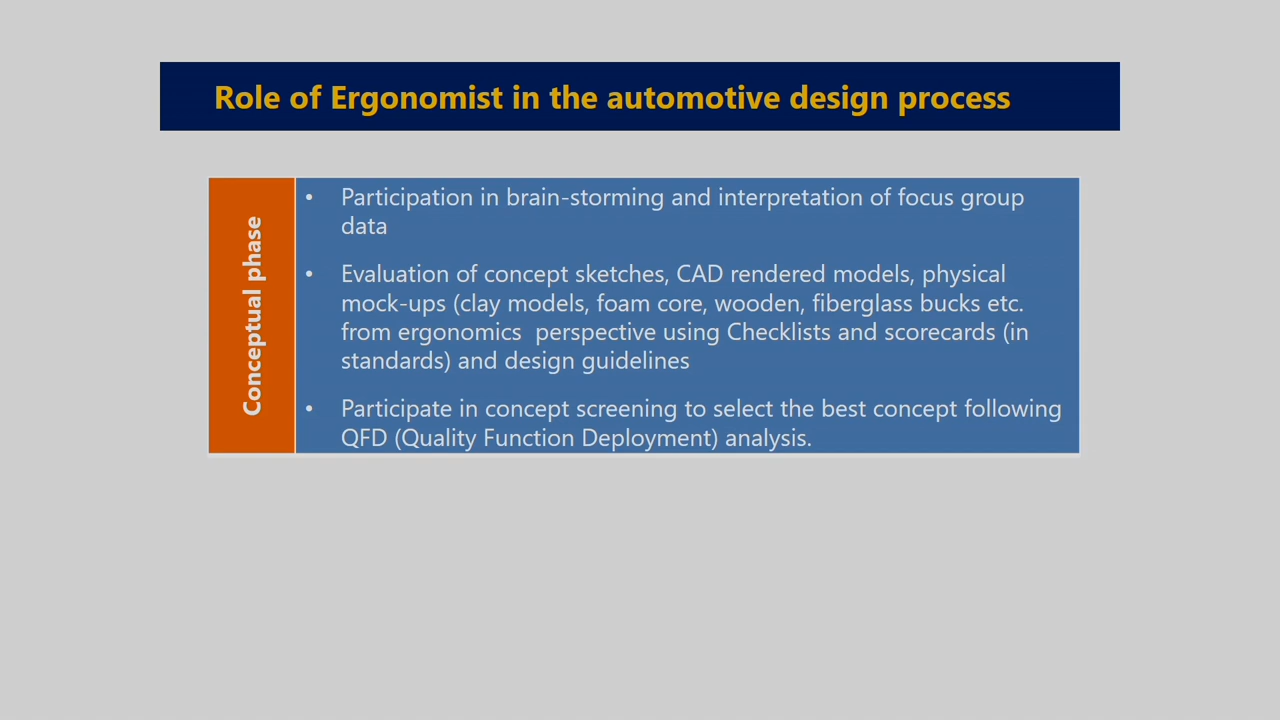 Role of Ergonomist in the automotive design process
Conceptual phase
• Participation in brain-storming and interpretation of focus group
data
• Evaluation of concept sketches, CAD rendered models, physical
mock-ups (clay models, foam core, wooden, fiberglass bucks etc.
from ergonomics  perspective using Checklists and scorecards (in
standards) and design guidelines
• Participate in concept screening to select the best concept following
QFD (Quality Function Deployment) analysis.